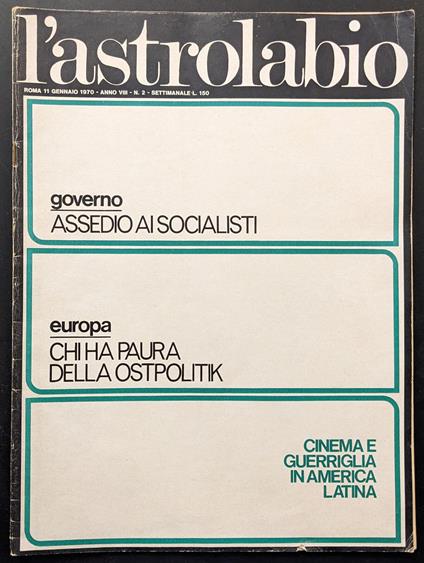 l'astrolabio
ROMA 11 GENNAIO 1970 - ANNO VIII - N. 2 - SETTIMANALE L. 150
governo
ASSEDIO AI SOCIALISTI
europa
CHI HA PAURA
DELLA OSTPOLITIK
CINEMA E
GUERRIGLIA
IN AMERICA
LATINA